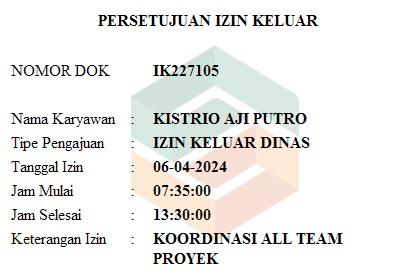 PERSETUJUAN IZIN KELUAR
NOMOR DOK IK227105
Nama Karyawan : KISTRIO AJI PUTRO
Tipe Pengajuan : IZIN KELUAR DINAS
Tanggal Izin : 06-04-2024
Jam Mulai : 07:35:00
Jam Selesai : 13:30:00
Keterangan Izin : KOORDINASI ALL TEAM
PROYEK